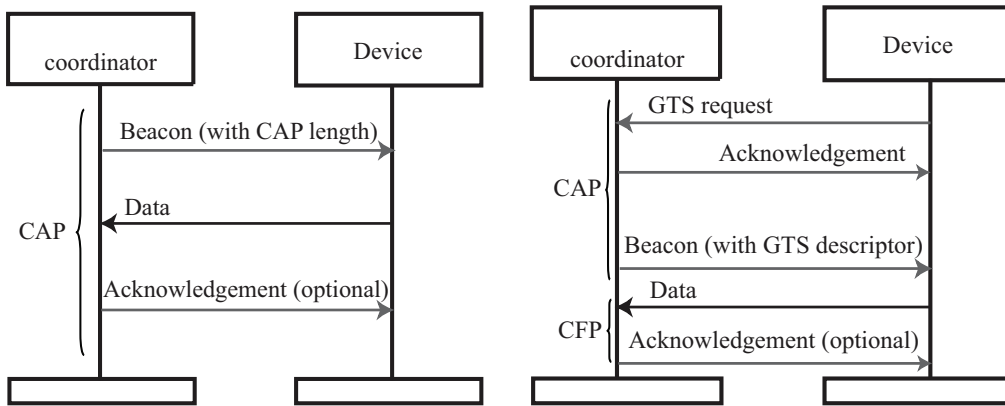 coordinator
Device
Beacon (with CAP length)
Data
CAP
Acknowledgement (optional)
coordinator
Device
GTS request
Acknowledgement
CAP
Beacon (with GTS descriptor)
Data
CFP
Acknowledgement (optional)